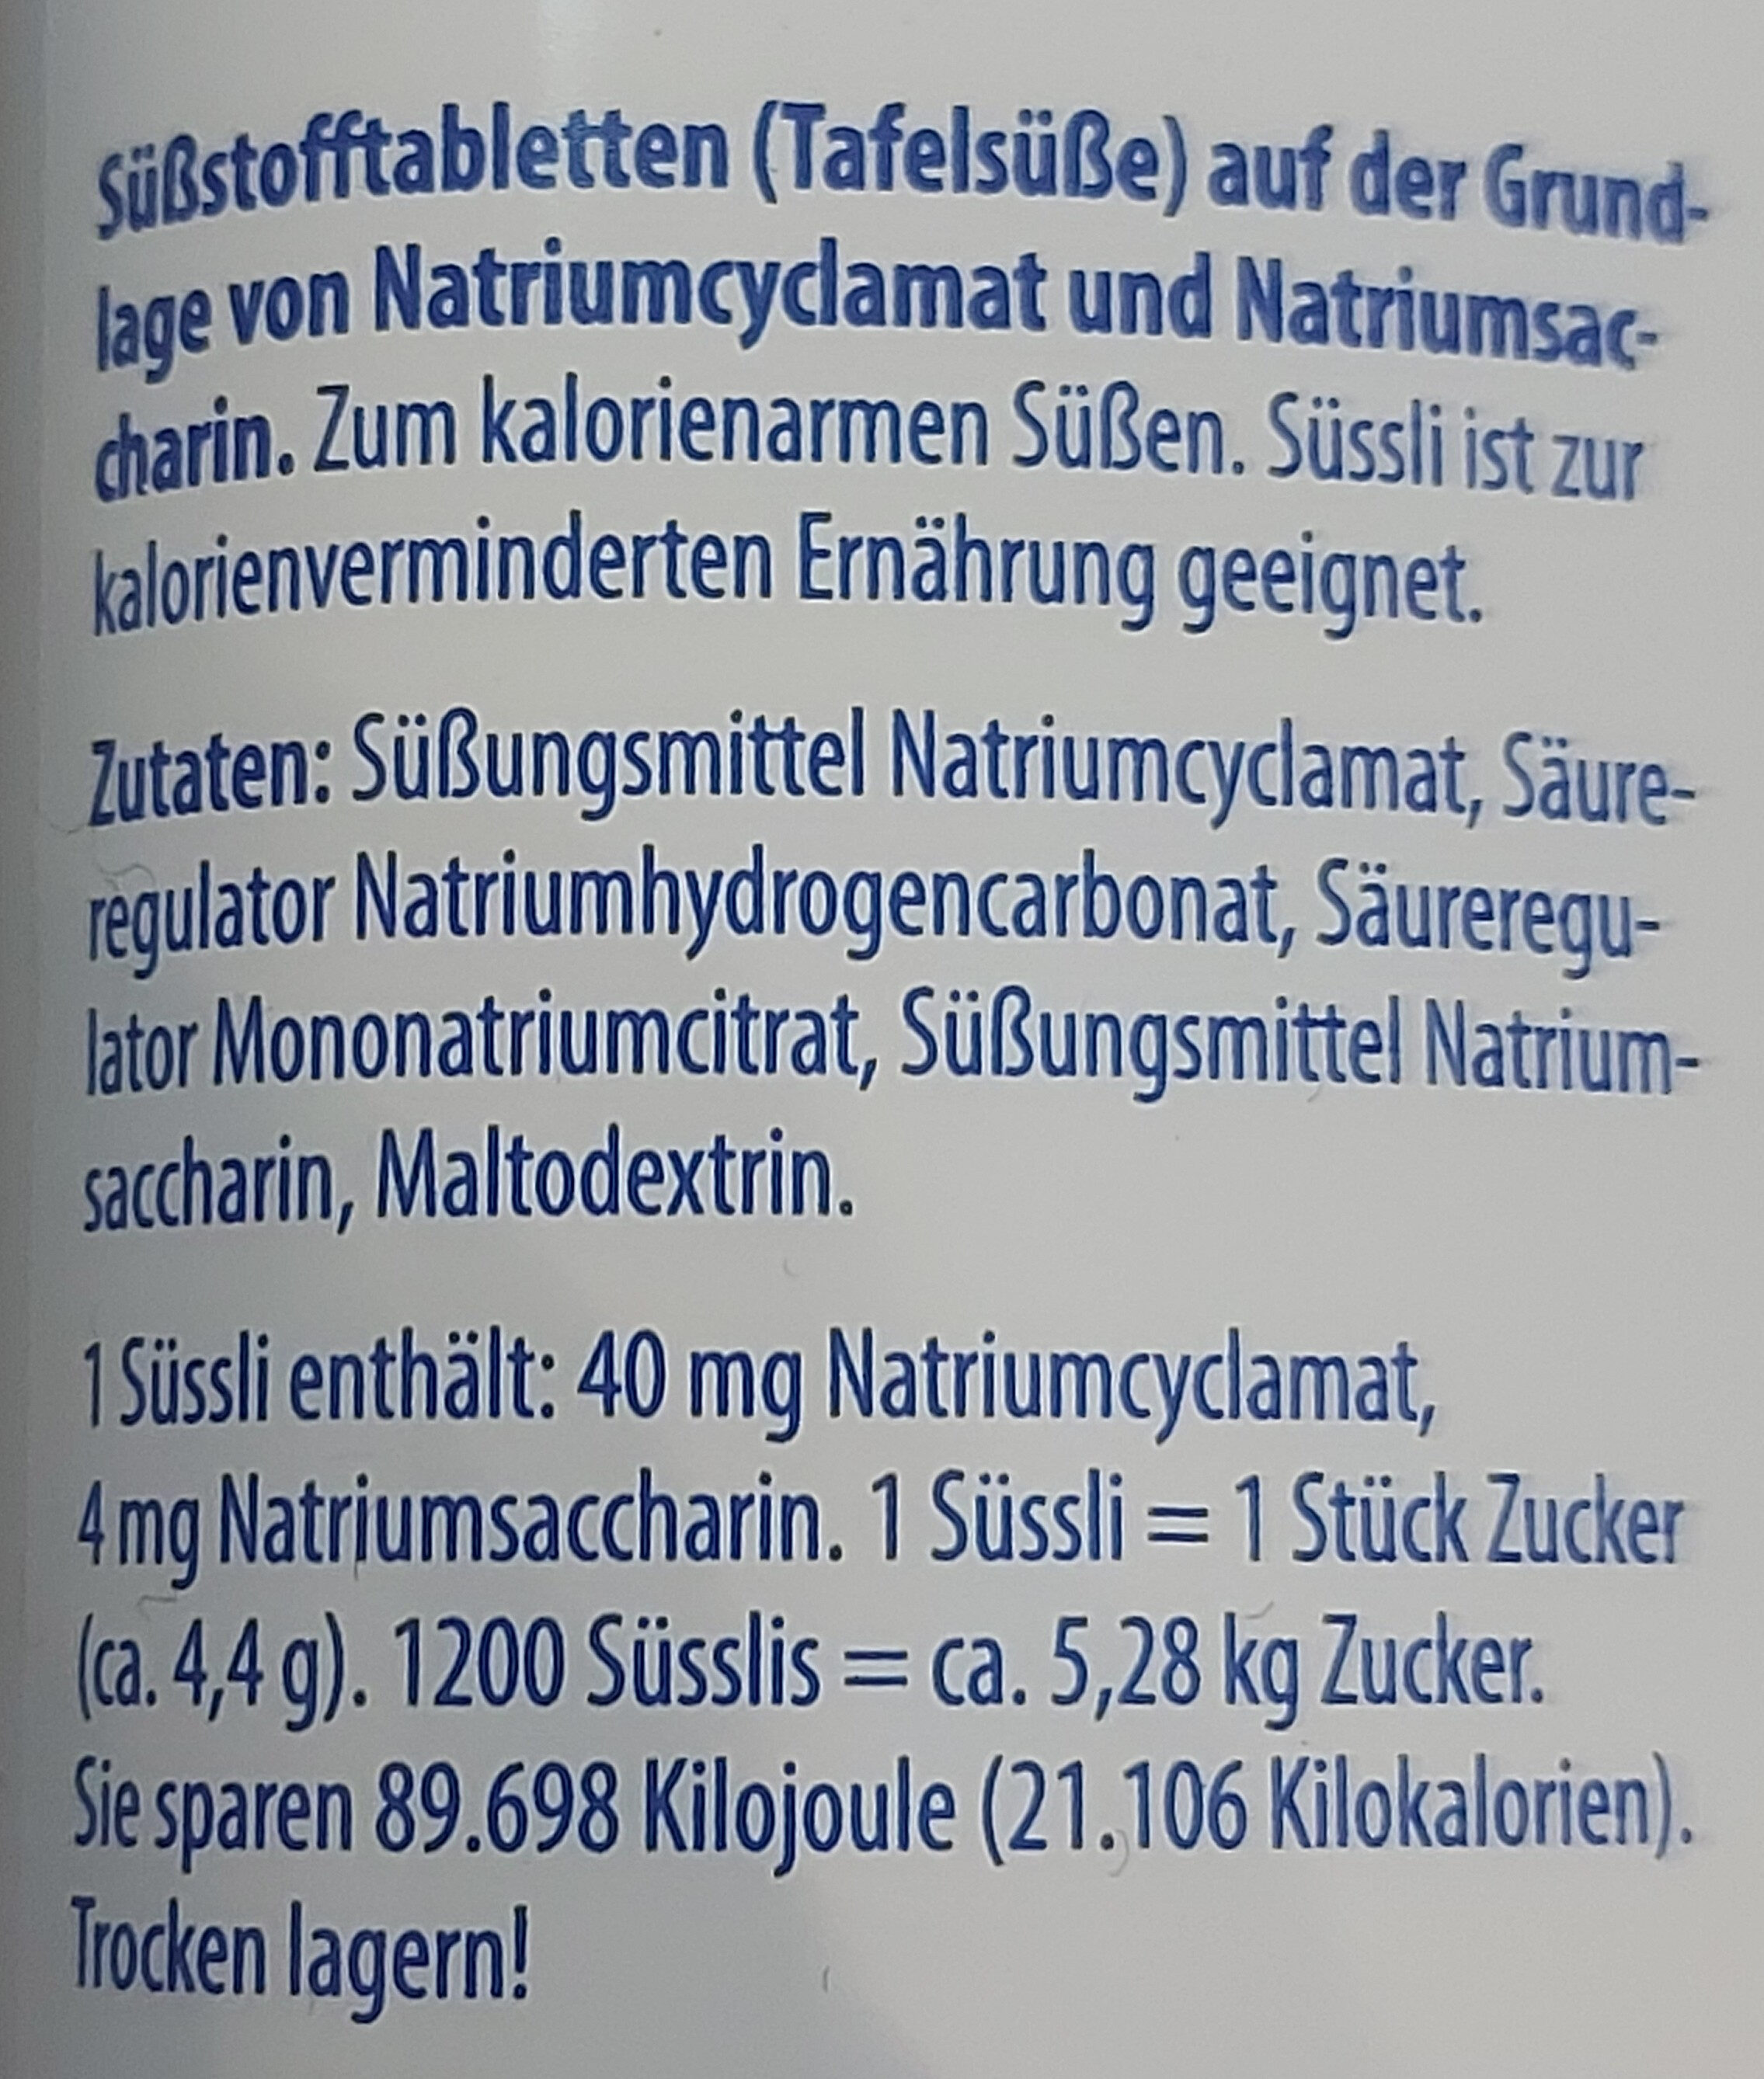 Süßstofftabletten (Tafelsüße) auf der Grund-
lage von Natriumcyclamat und Natriumsac-
charin. Zum kalorienarmen Süßen. Süssli ist zur
kalorienverminderten Ernährung geeignet.
Zutaten: Süßungsmittel Natriumcyclamat, Säure-
regulator Natriumhydrogencarbonat, Säureregu-
lator Mononatriumcitrat, Süßungsmittel Natrium-
saccharin, Maltodextrin.
1 Süssli enthält: 40 mg Natriumcyclamat,
4 mg Natriumsaccharin. 1 Süssli = 1 Stück Zucker
(ca. 4,4 g). 1200 Süsslis = ca. 5,28 kg Zucker.
Sie sparen 89.698 Kilojoule (21.106 Kilokalorien).
Trocken lagern!